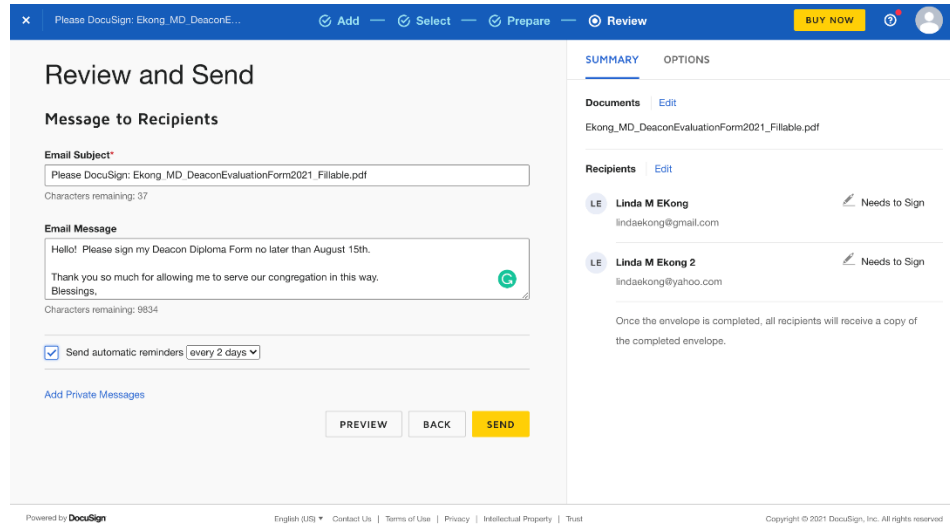 Please DocuSign: Ekong_MD_DeaconE...
Add
Select
Prepare
Review
BUY NOW
Review and Send
Message to Recipients
Email Subject*
Please DocuSign: Ekong_MD_DeaconEvaluationForm2021_Fillable.pdf
Characters remaining: 37
Email Message
Hello!  Please sign my Deacon Diploma Form no later than August 15th.
Thank you so much for allowing me to serve our congregation in this way.
Blessings,
Characters remaining: 9834
Send automatic reminders every 2 days
Add Private Messages
PREVIEW
BACK
SEND
SUMMARY
OPTIONS
Documents Edit
Ekong_MD_DeaconEvaluationForm2021_Fillable.pdf
Recipients Edit
LE Linda M EKong Needs to Sign
lindaekong@gmail.com
LE Linda M Ekong 2 Needs to Sign
lindaekong@yahoo.com
Once the envelope is completed, all recipients will receive a copy of
the completed envelope.
Powered by DocuSign
English (US) Contact Us | Terms of Use | Privacy | Intellectual Property | Trust
Copyright © 2021 DocuSign, Inc. All rights reserved